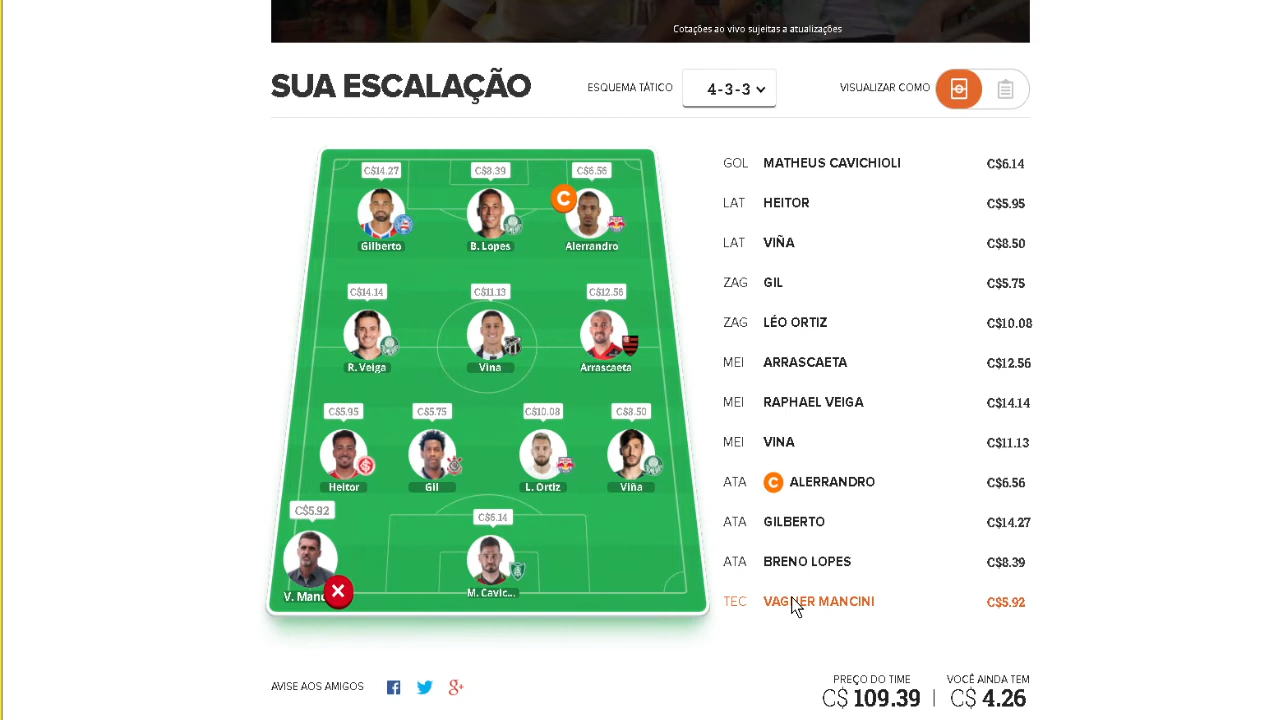 Cotações ao vivo sujeitas a atualizações
SUA ESCALAÇÃO
ESQUEMA TÁTICO
4-3-3
VISUALIZAR COMO
C$14.27
C$8.39
C$6.56
C
Gilberto
B. Lopes
Alerrandro
C$14.14
C$11.13
C$12.56
R. Veiga
Vina
Arrascaeta
C$5.95
C$5.75
C$10.08
C$8.50
Heitor
Gil
L. Ortiz
Viña
C$5.92
C$6.14
V. Manc
M. Cavic...
GOL MATHEUS CAVICHIOLI C$6.14
LAT HEITOR C$5.95
LAT VIÑA C$8.50
ZAG GIL C$5.75
ZAG LÉO ORTIZ C$10.08
MEI ARRASCAETA C$12.56
MEI RAPHAEL VEIGA C$14.14
MEI VINA C$11.13
ATA C ALERRANDRO C$6.56
ATA GILBERTO C$14.27
ATA BRENO LOPES C$8.39
TEC VAGNER MANCINI C$5.92
AVISE AOS AMIGOS
PREÇO DO TIME
C$ 109.39
VOCÊ AINDA TEM
C$ 4.26